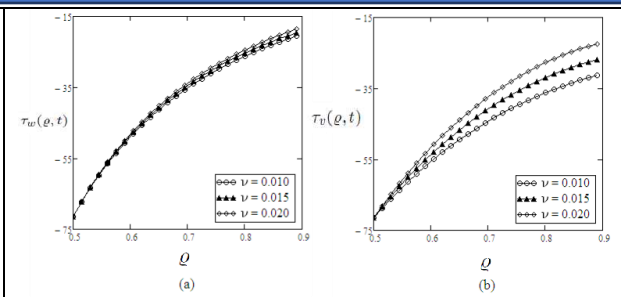 −15
−35
τw(ϱ, t)
−55
−75
0.5 0.6 0.7 0.8 0.9
ν = 0.010
ν = 0.015
ν = 0.020
ϱ
(a)
−15
−35
τv(ϱ, t)
−55
−75
0.5 0.6 0.7 0.8 0.9
ν = 0.010
ν = 0.015
ν = 0.020
ϱ
(b)